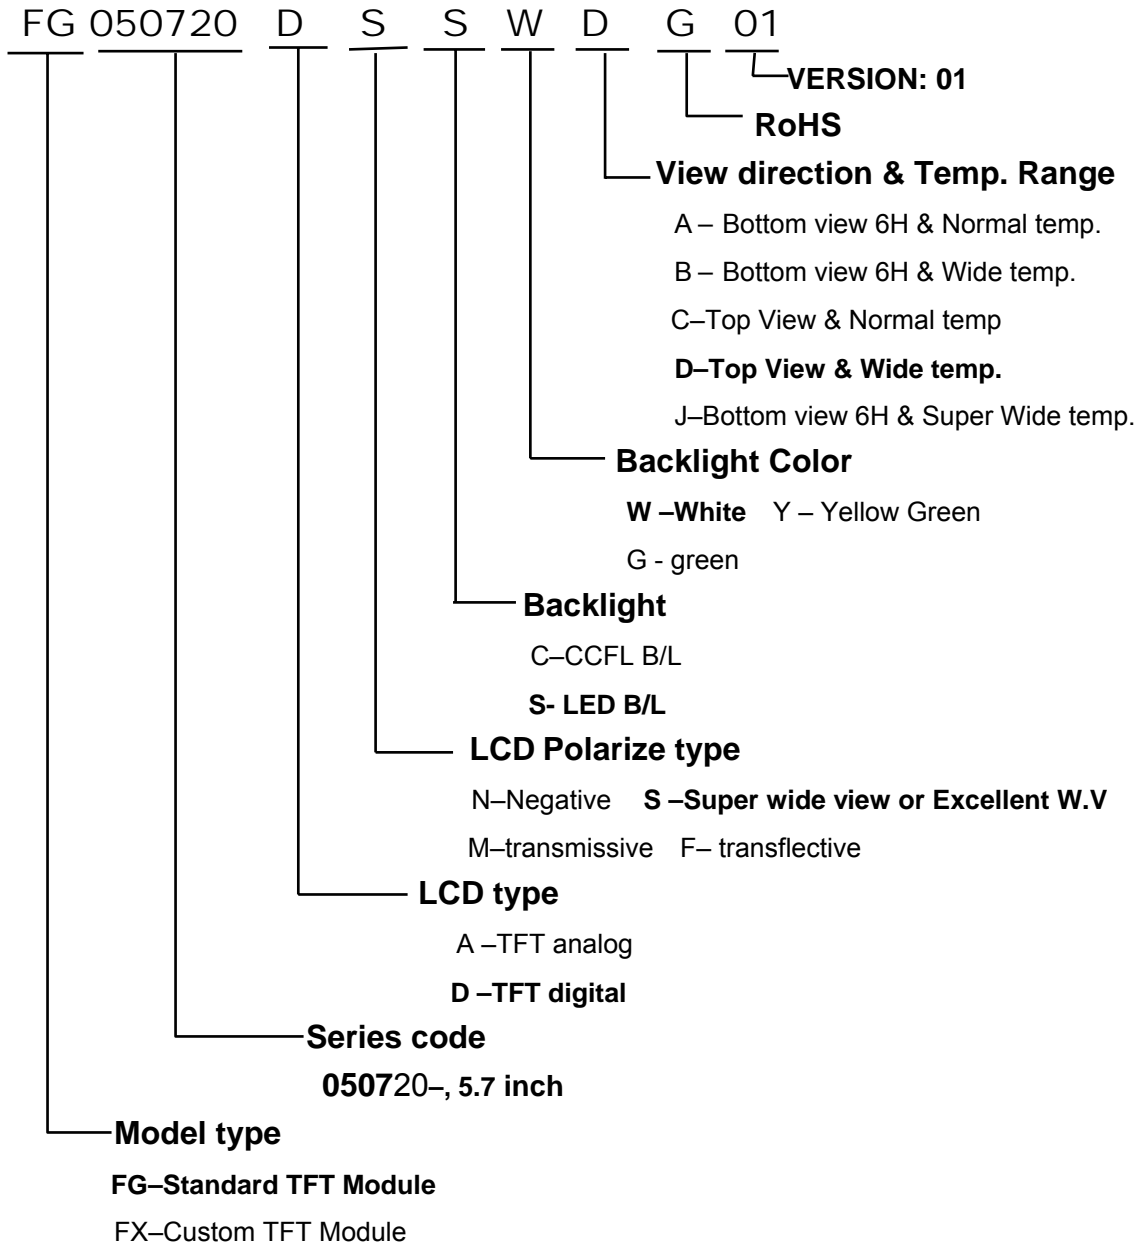 FG 050720 D S S W D G 01
VERSION: 01
RoHS
View direction & Temp. Range
A – Bottom view 6H & Normal temp.
B – Bottom view 6H & Wide temp.
C–Top View & Normal temp
D–Top View & Wide temp.
J–Bottom view 6H & Super Wide temp.
Backlight Color
W –White Y – Yellow Green
G - green
Backlight
C–CCFL B/L
S- LED B/L
LCD Polarize type
N–Negative S –Super wide view or Excellent W.V
M–transmissive F– transflective
LCD type
A –TFT analog
D –TFT digital
Series code
050720–, 5.7 inch
Model type
FG–Standard TFT Module
FX–Custom TFT Module